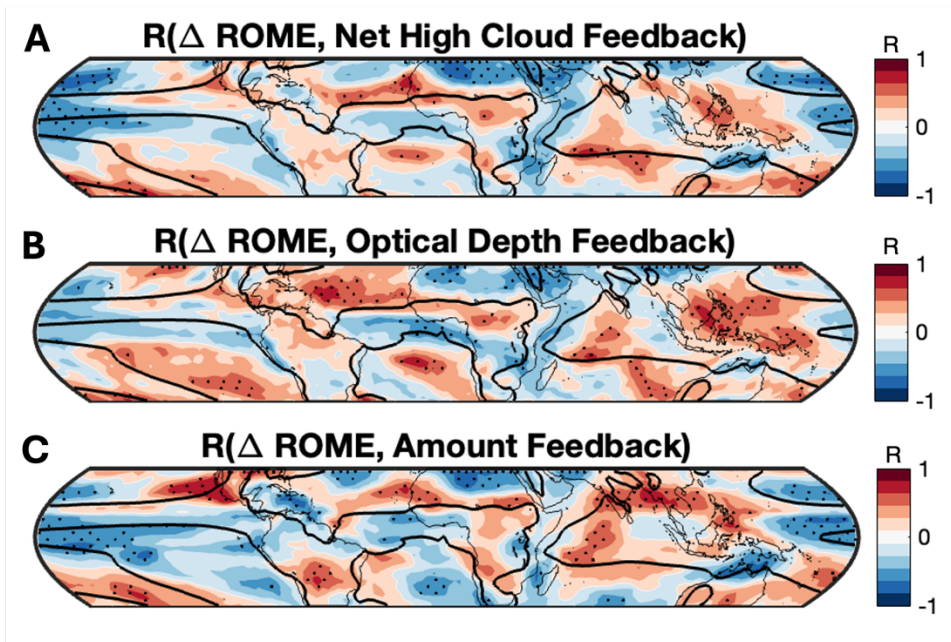 A
R(Δ ROME, Net High Cloud Feedback)
R
1
0
-1
B
R(Δ ROME, Optical Depth Feedback)
R
1
0
-1
C
R(Δ ROME, Amount Feedback)
R
1
0
-1